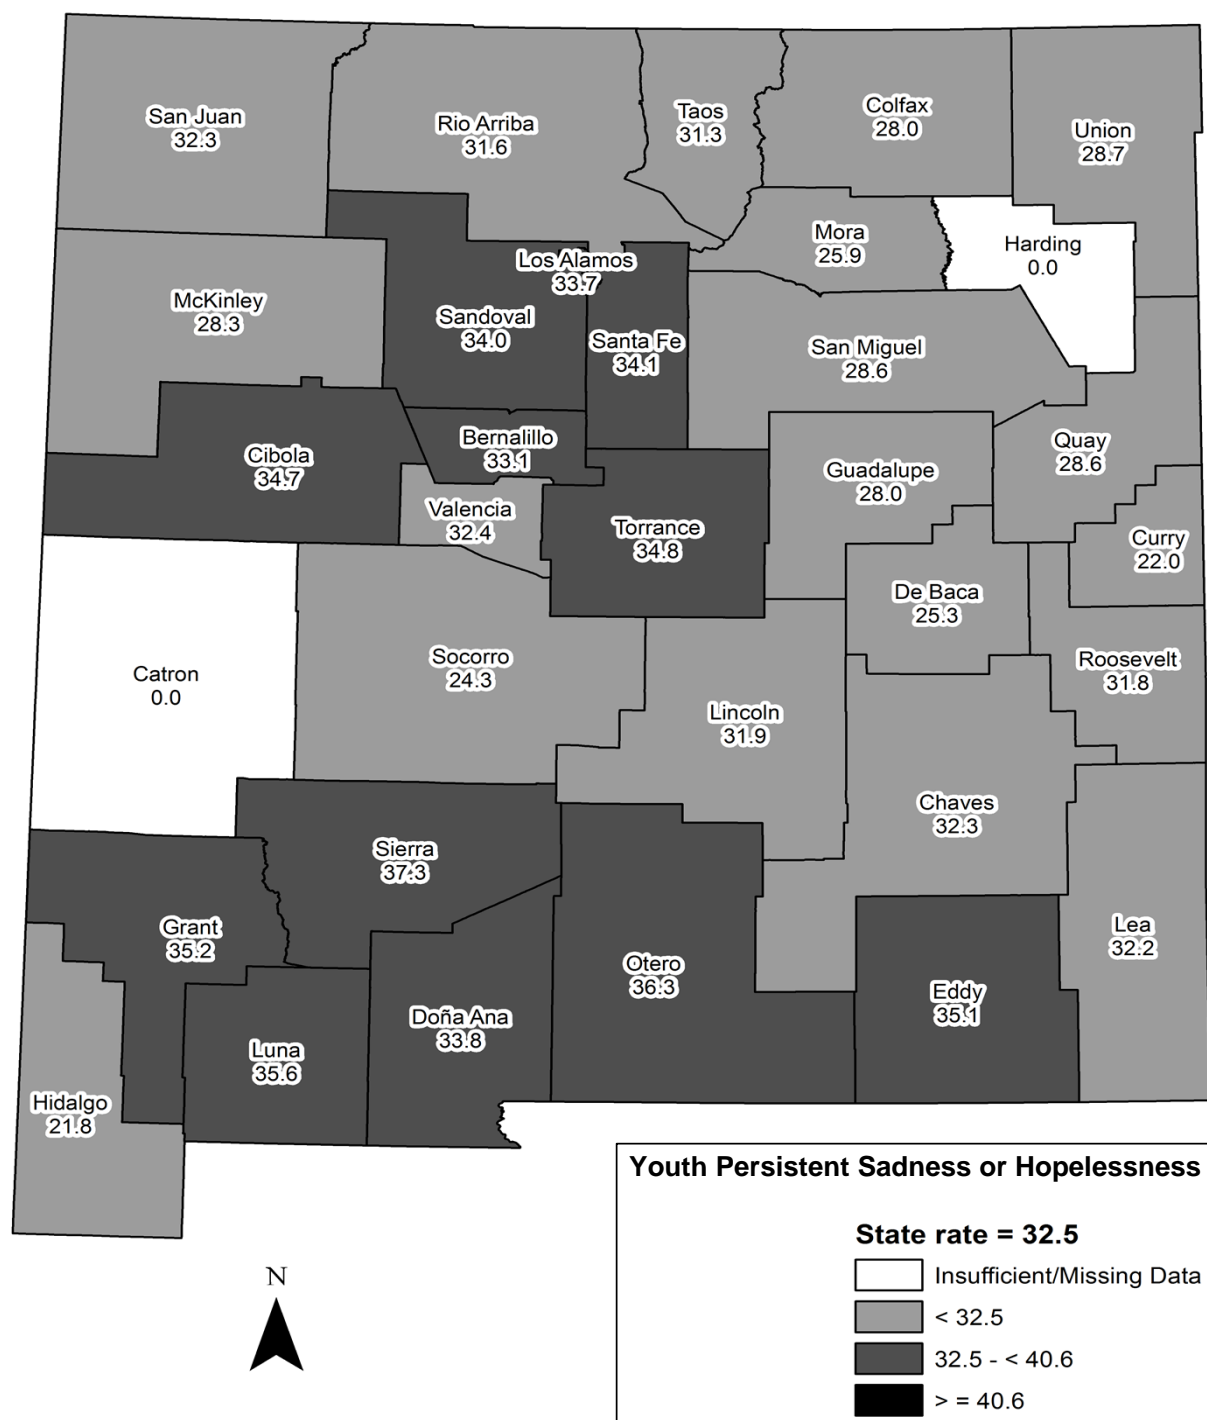 San Juan
32.3
Rio Arriba
31.6
Taos
31.3
Colfax
28.0
Union
28.7
Mora
25.9
Harding
0.0
Los Alamos
33.7
McKinley
28.3
Sandoval
34.0
Santa Fe
34.1
San Miguel
28.6
Cibola
34.7
Bernalillo
33.1
Guadalupe
28.0
Quay
28.6
Valencia
32.4
Torrance
34.8
Curry
22.0
De Baca
25.3
Catron
0.0
Socorro
24.3
Roosevelt
31.8
Lincoln
31.9
Chaves
32.3
Sierra
37.3
Grant
35.2
Lea
32.2
Otero
36.3
Eddy
35.1
Doña Ana
33.8
Luna
35.6
Hidalgo
21.8
Youth Persistent Sadness or Hopelessness
State rate = 32.5
Insufficient/Missing Data
< 32.5
32.5 - < 40.6
> = 40.6
N